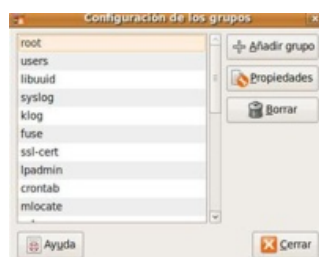 Configuración de los grupos
root
users
libuuid
syslog
klog
fuse
ssl-cert
lpadmin
crontab
mlocate
Añadir grupo
Propiedades
Borrar
Ayuda
Cerrar